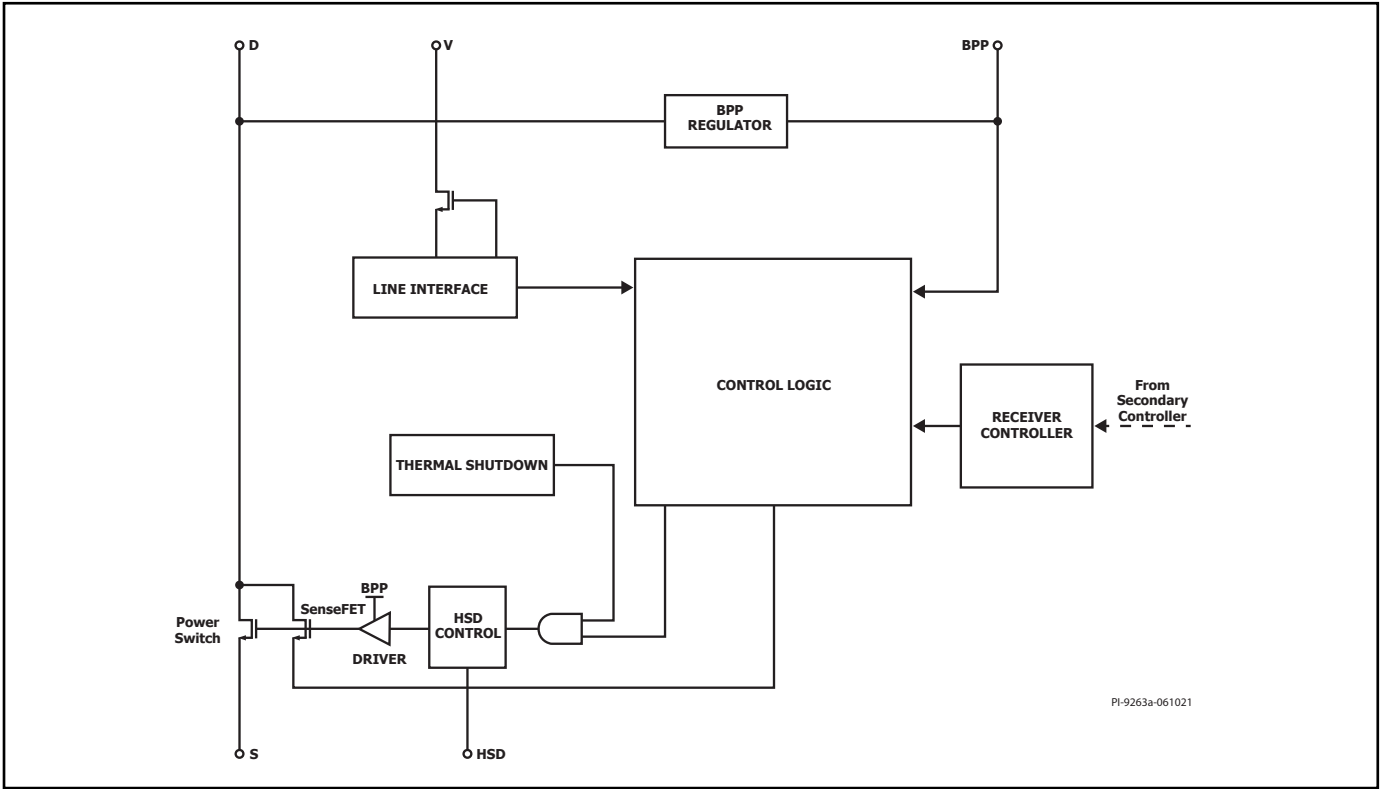 D
V
BPP
BPP
REGULATOR
LINE INTERFACE
CONTROL LOGIC
From
Secondary
Controller
RECEIVER
CONTROLLER
THERMAL SHUTDOWN
BPP
SenseFET
Power
Switch
HSD
CONTROL
DRIVER
PI-9263a-061021
S
HSD